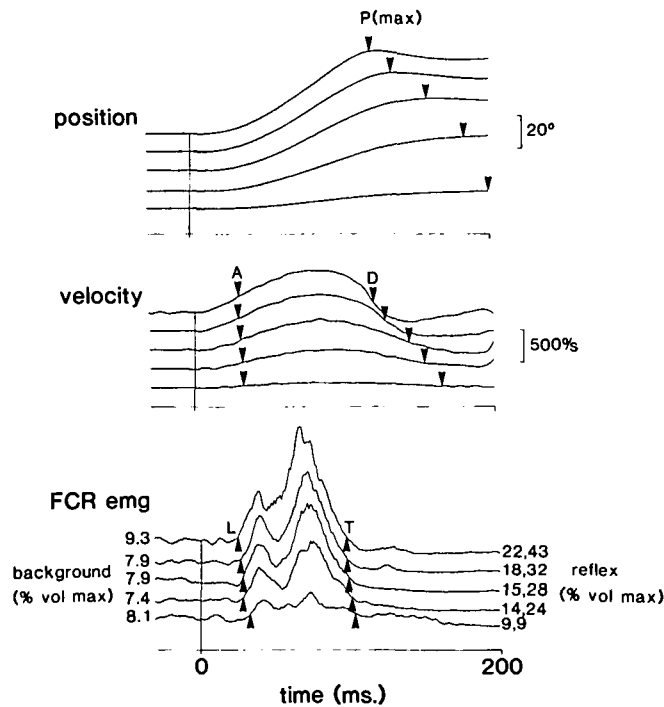 P(max)
position
20°
A
D
velocity
500%s
FCR emg
L
T
9.3
22,43
7.9
18,32
background
7.9
15,28
reflex
(% vol max)
7.4
14,24
(% vol max)
8.1
9,9
0
200
time (ms.)